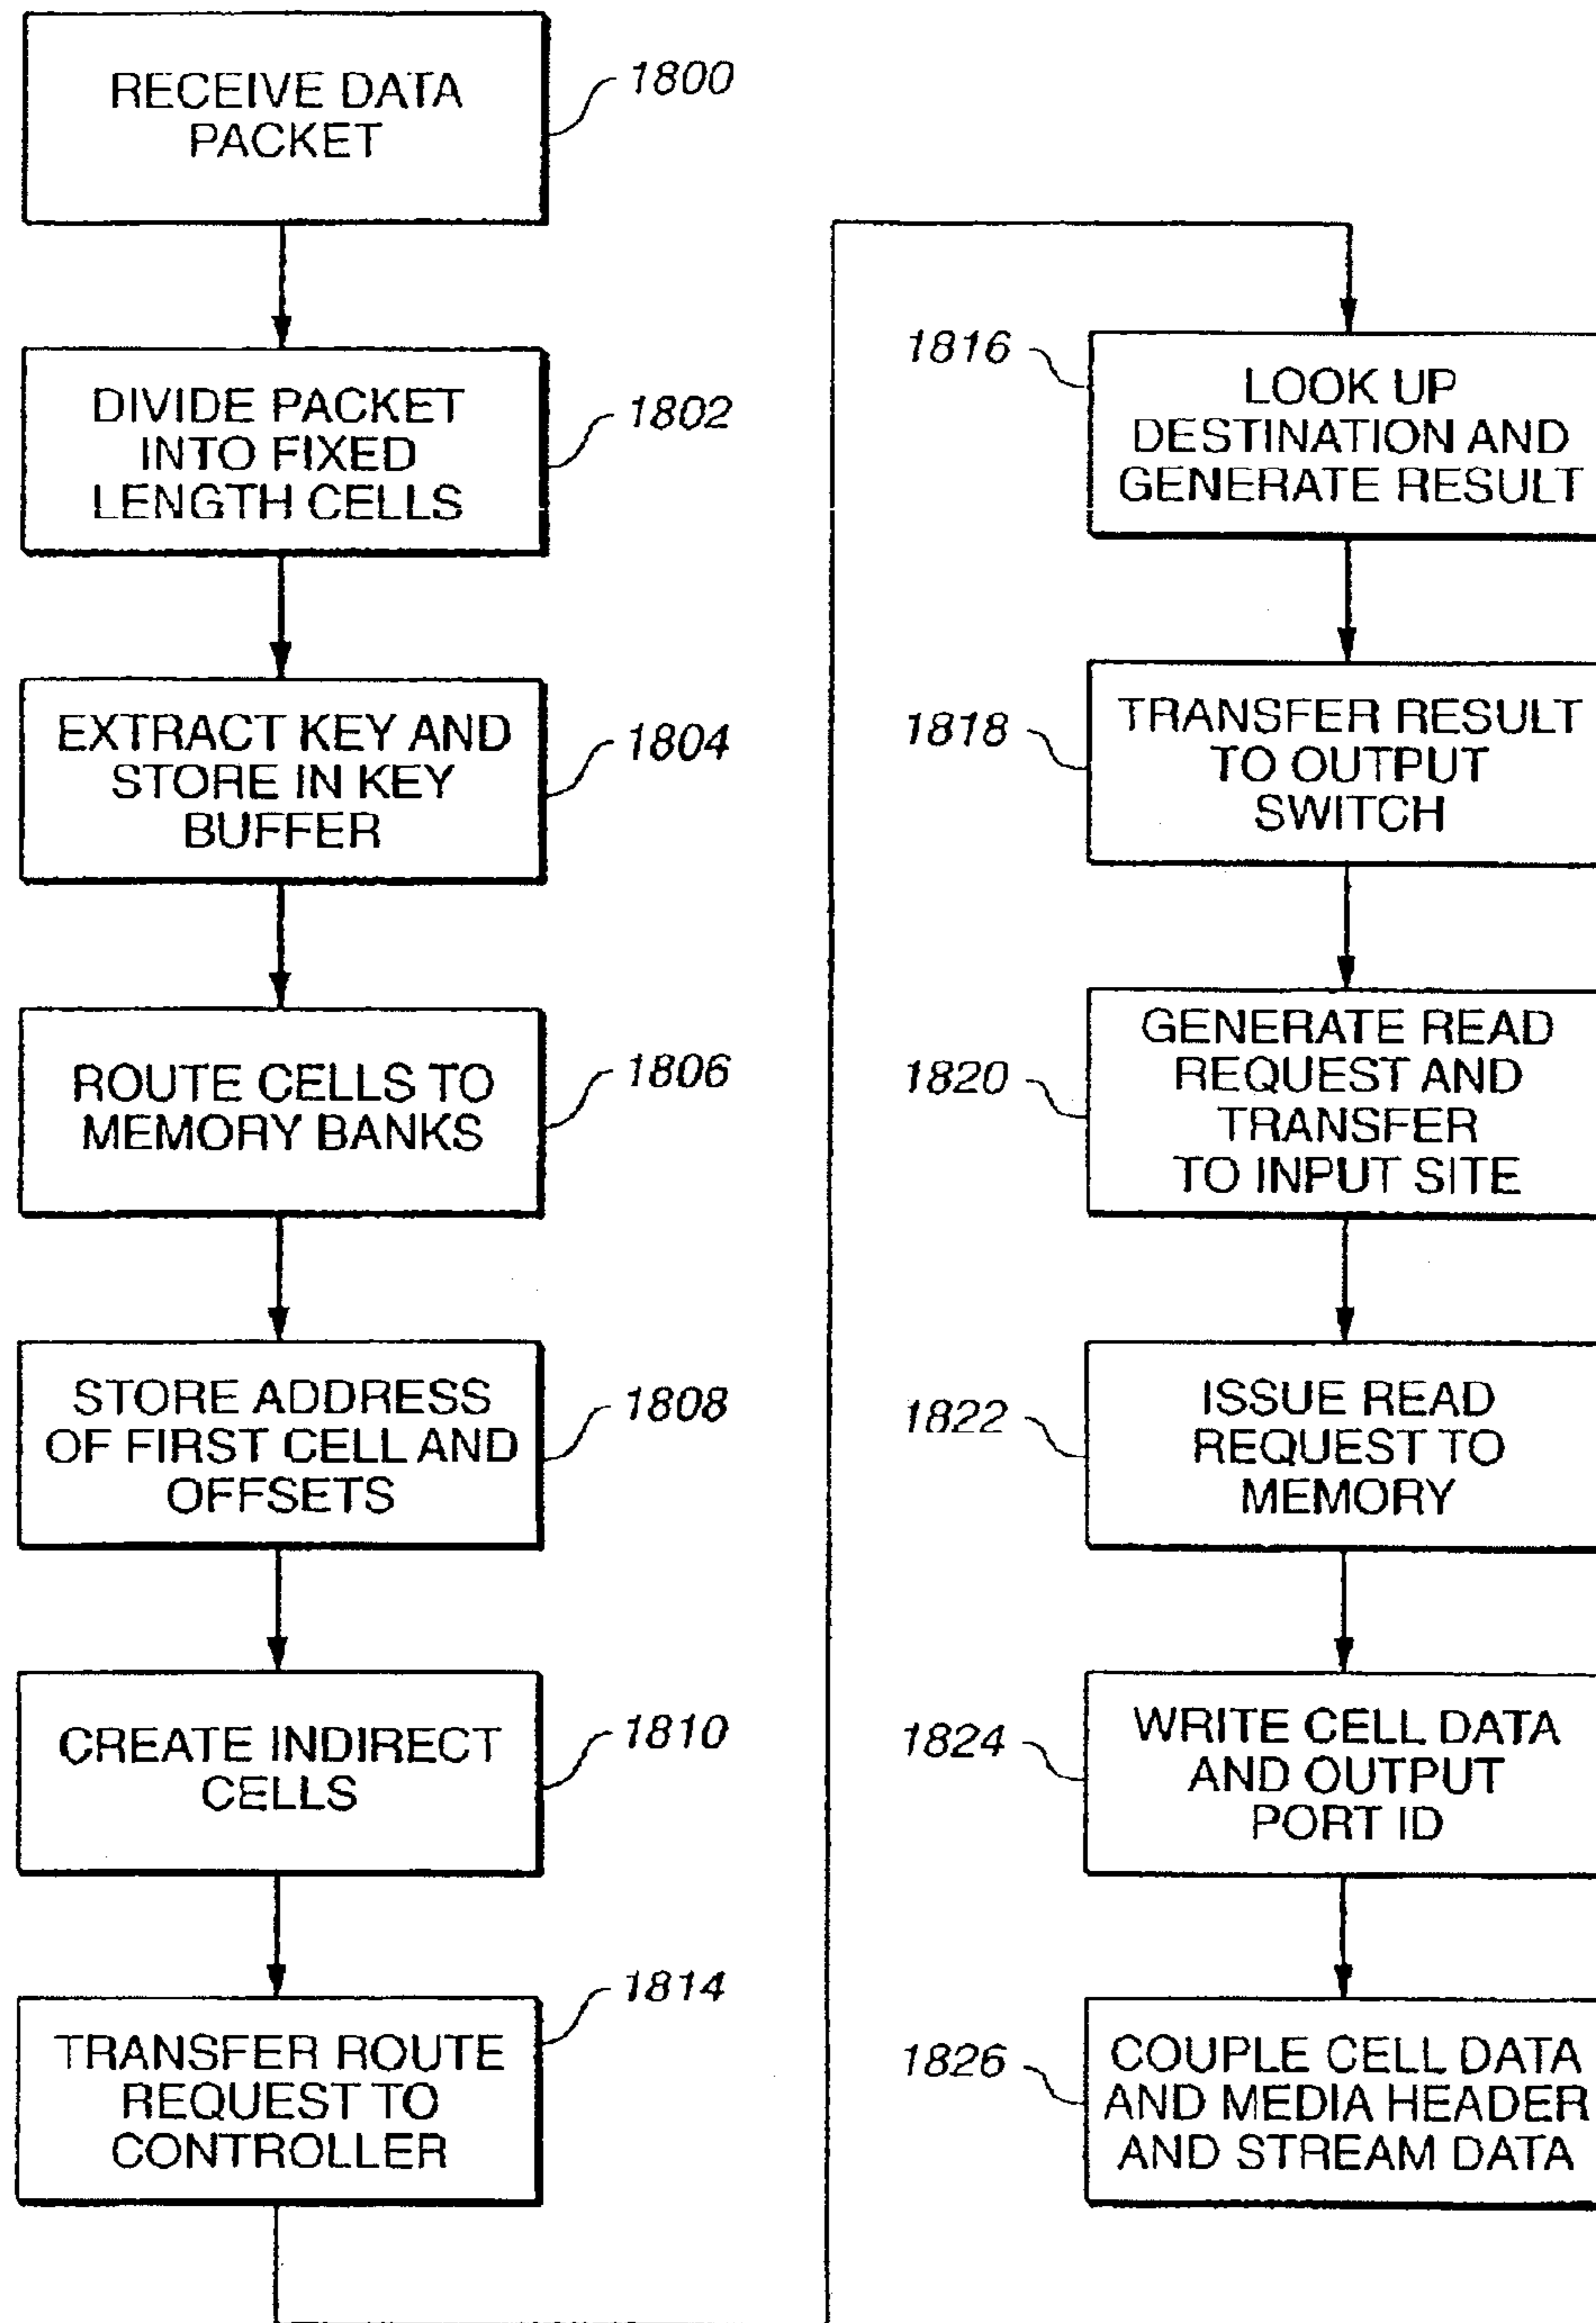 RECEIVE DATA
PACKET
1800
DIVIDE PACKET
INTO FIXED
LENGTH CELLS
1802
EXTRACT KEY AND
STORE IN KEY
BUFFER
1804
ROUTE CELLS TO
MEMORY BANKS
1806
STORE ADDRESS
OF FIRST CELL AND
OFFSETS
1808
CREATE INDIRECT
CELLS
1810
TRANSFER ROUTE
REQUEST TO
CONTROLLER
1814
1816
LOOK UP
DESTINATION AND
GENERATE RESULT
1818
TRANSFER RESULT
TO OUTPUT
SWITCH
1820
GENERATE READ
REQUEST AND
TRANSFER
TO INPUT SITE
1822
ISSUE READ
REQUEST TO
MEMORY
1824
WRITE CELL DATA
AND OUTPUT
PORT ID
1826
COUPLE CELL DATA
AND MEDIA HEADER
AND STREAM DATA